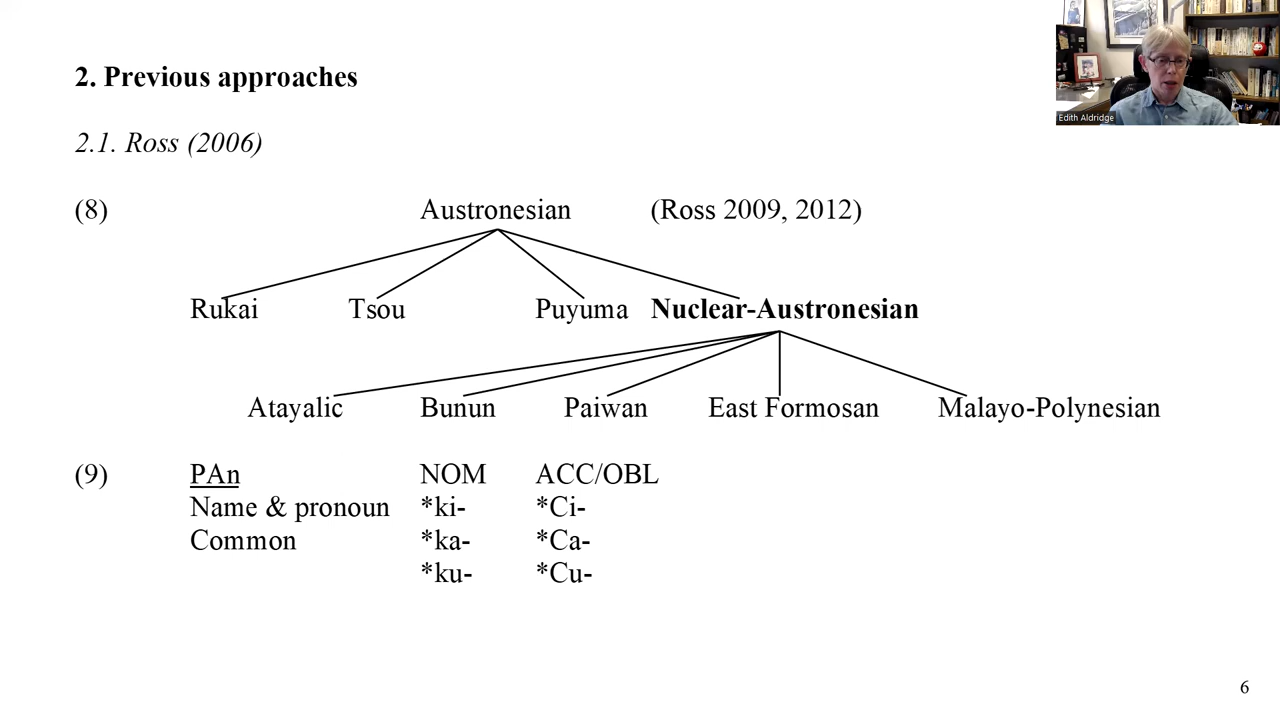 Edith Aldridge
2. Previous approaches
2.1. Ross (2006)
(8) Austronesian (Ross 2009, 2012)
Rukai Tsou Puyuma Nuclear-Austronesian
Atayalic Bunun Paiwan East Formosan Malayo-Polynesian
(9) PAn NOM ACC/OBL
Name & pronoun *ki- *Ci-
Common *ka- *Ca-
*ku- *Cu-
6